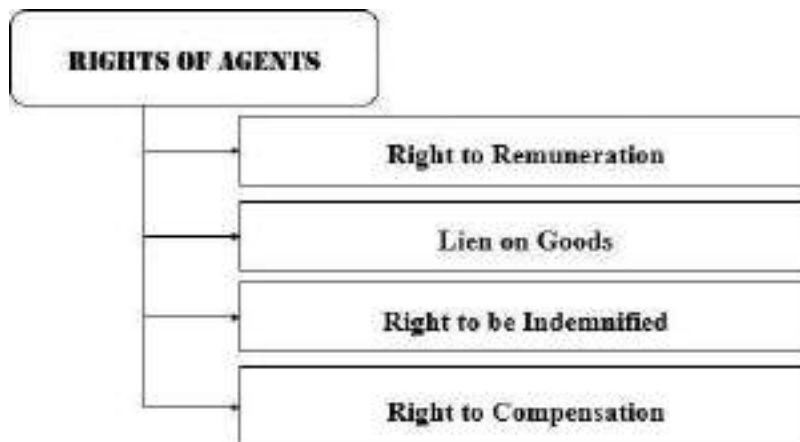 RIGHTS OF AGENTS
Right to Remuneration
Lien on Goods
Right to be Indemnified
Right to Compensation